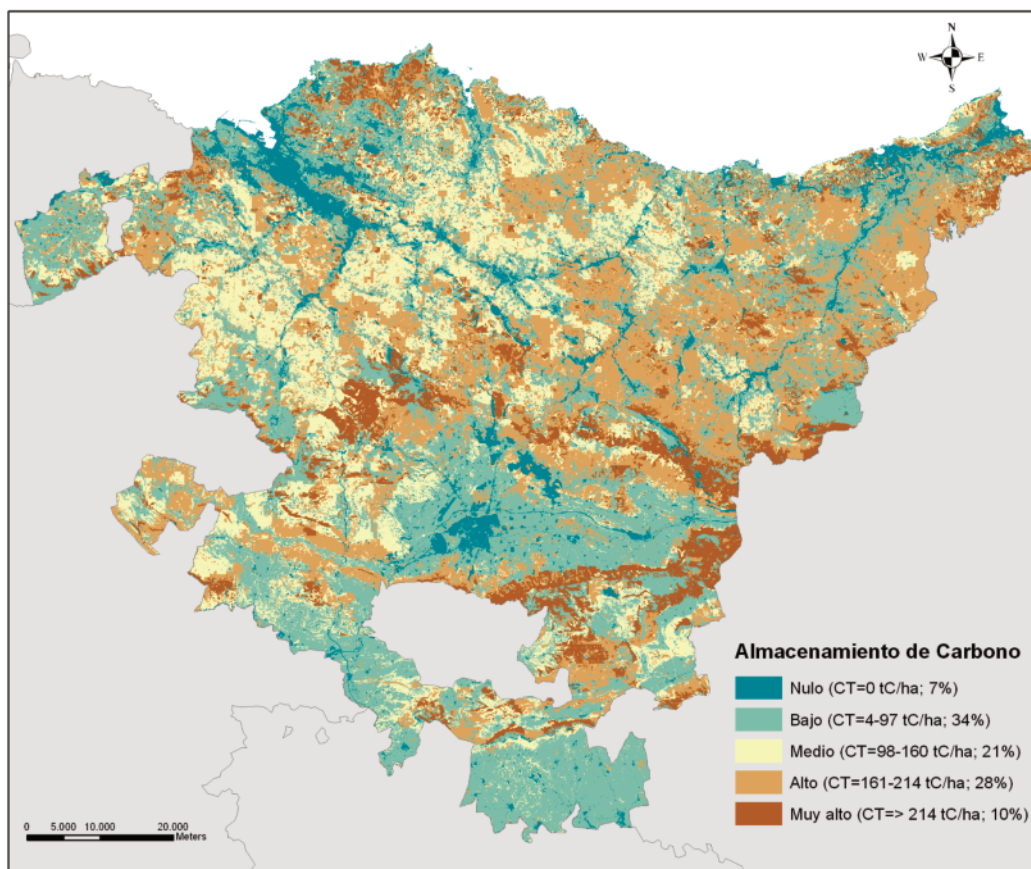 N
W E
S
Almacenamiento de Carbono
Nulo (CT=0 tC/ha; 7%)
Bajo (CT=4-97 tC/ha; 34%)
Medio (CT=98-160 tC/ha; 21%)
Alto (CT=161-214 tC/ha; 28%)
Muy alto (CT=> 214 tC/ha; 10%)
0 5.000 10.000 20.000
Meters